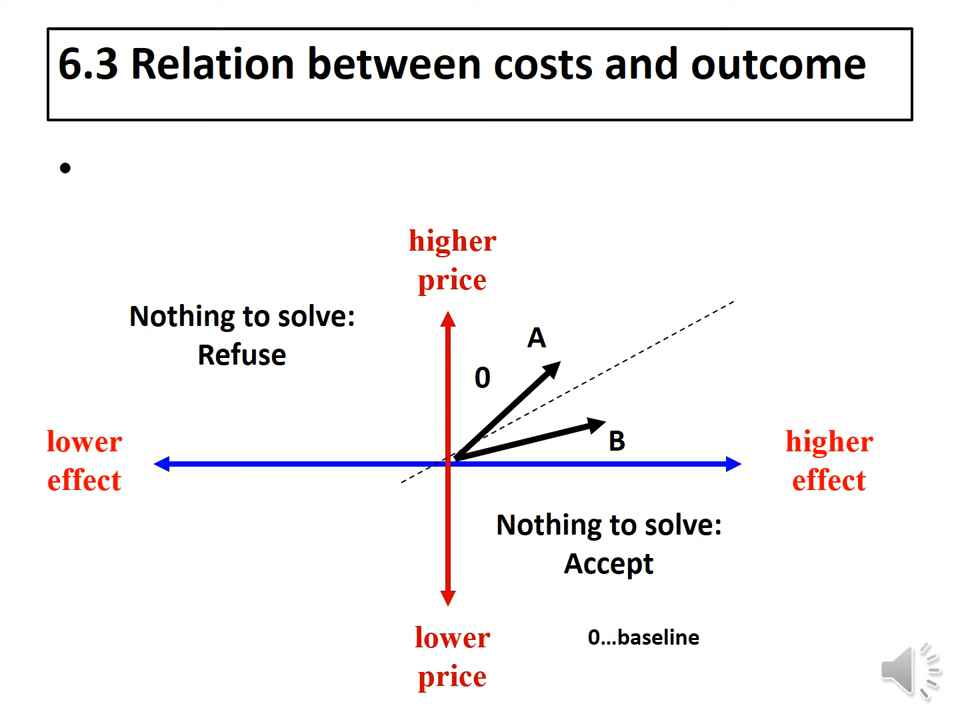 6.3 Relation between costs and outcome
•
higher
price
Nothing to solve:
Refuse
A
0
lower
effect
B
higher
effect
Nothing to solve:
Accept
lower
price
0...baseline